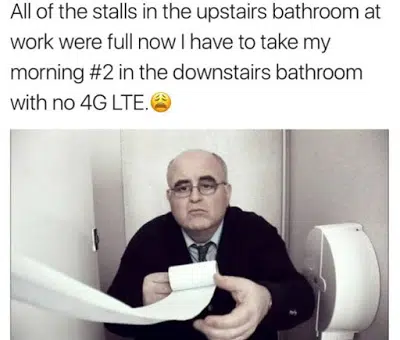 All of the stalls in the upstairs bathroom at
work were full now I have to take my
morning #2 in the downstairs bathroom
with no 4G LTE.😩